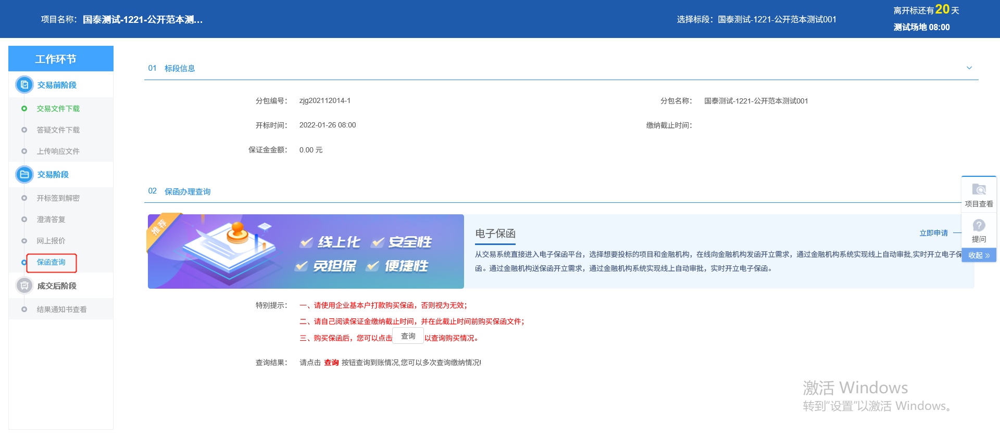 项目名称：国泰测试-1221-公开范本测...
选择标段：国泰测试-1221-公开范本测试001
离开标还有20天
测试场地 08:00
工作环节
交易前阶段
交易文件下载
答疑文件下载
上传响应文件
交易阶段
开标签到解密
澄清答复
网上报价
保函查询
成交后阶段
结果通知书查看
01 标段信息
分包编号： zjg202112014-1
分包名称： 国泰测试-1221-公开范本测试001
开标时间： 2022-01-26 08:00
缴纳截止时间：
保证金金额： 0.00 元
02 保函办理查询
推荐
线上化 安全性
免担保 便捷性
电子保函
立即申请
从交易系统直接进入电子保函平台，选择想要投标的项目和金融机构，在线向金融机构发函开立需求，通过金融机构系统实现线上自动审批,实时开立电子保
函。通过金融机构送保函开立需求，通过金融机构系统实现线上自动审批，实时开立电子保函。
特别提示： 一、请使用企业基本户打款购买保函，否则视为无效；
二、请自己阅读保证金缴纳截止时间，并在此截止时间前购买保函文件；
三、购买保函后，您可以点击 查询 以查询购买情况。
查询结果： 请点击 查询 按钮查询到账情况,您可以多次查询缴纳情况!
项目查看
提问
收起 »
激活 Windows
转到“设置”以激活 Windows。